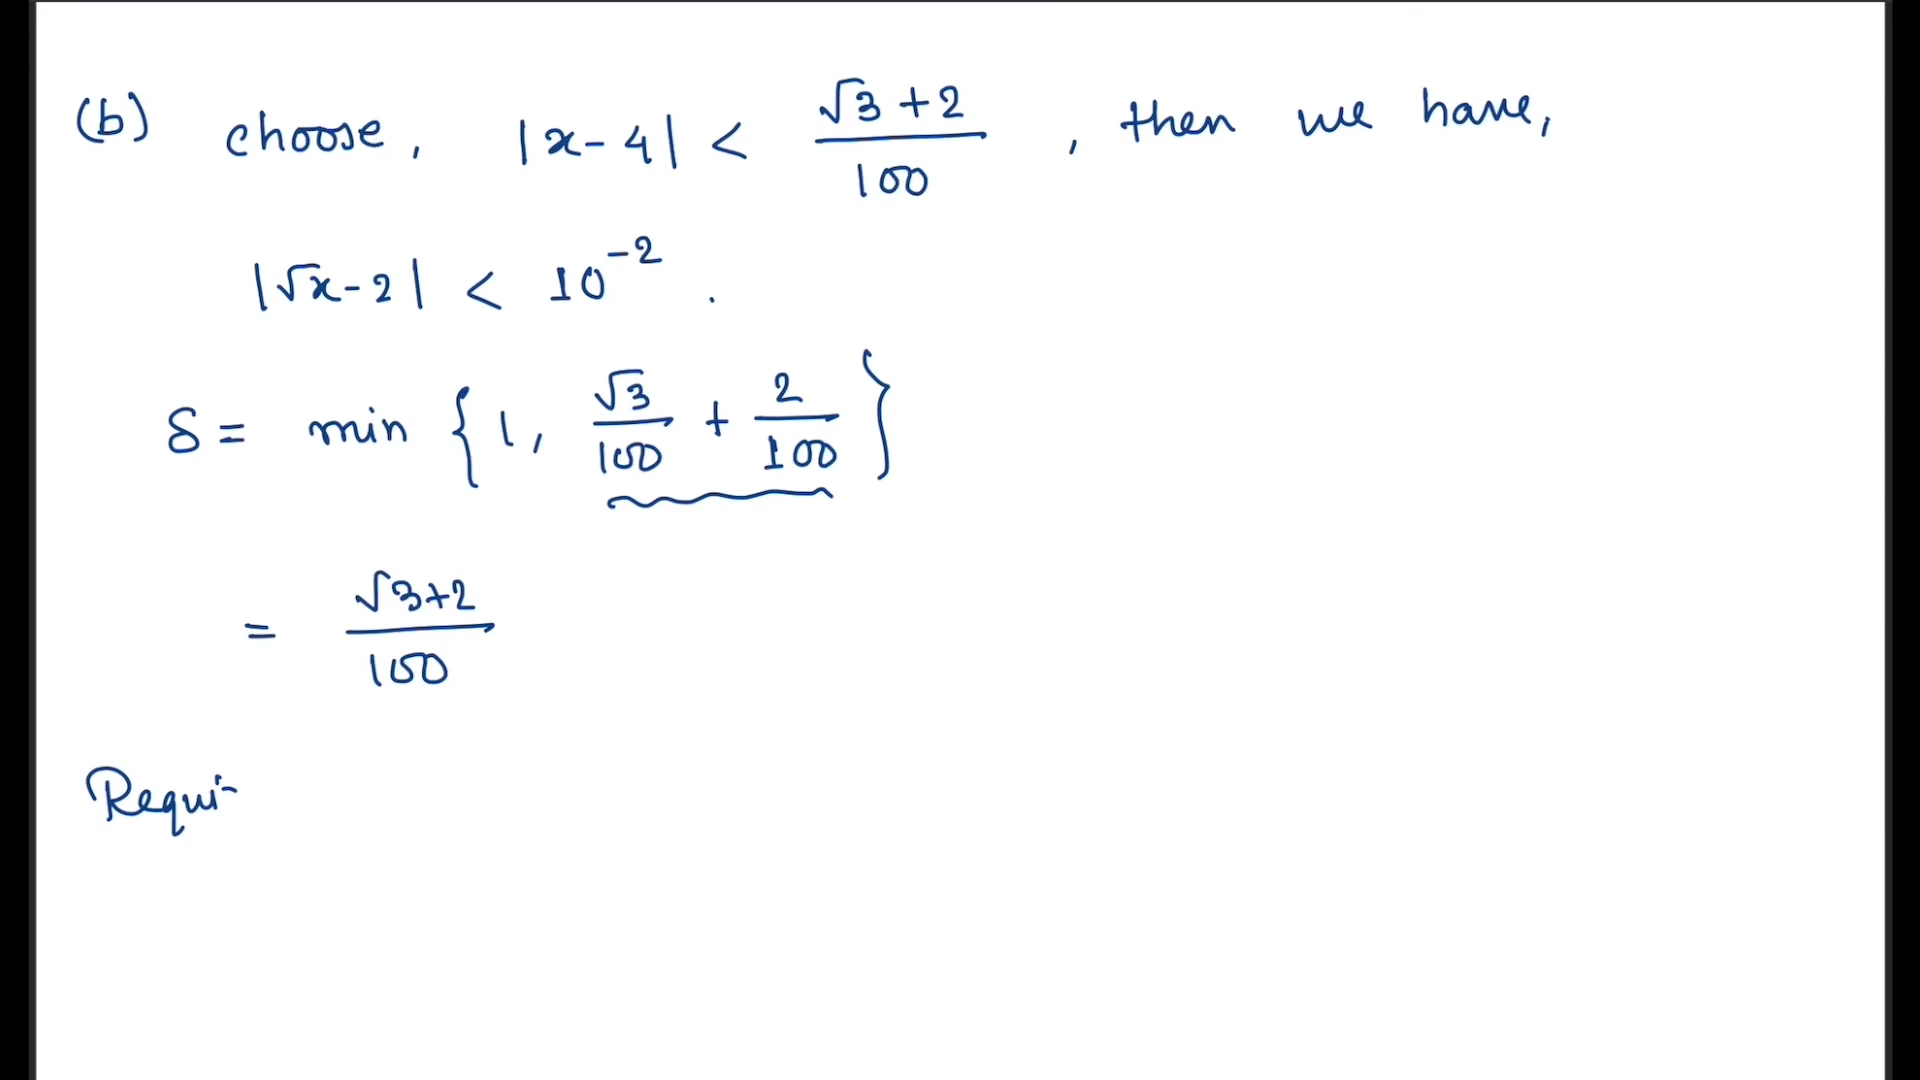 (b) choose, |x-4| < (√3+2)/100, then we have,
|√x-2| < 10^-2.
δ = min {1, √3/100 + 2/100}
= (√3+2)/100
Requi